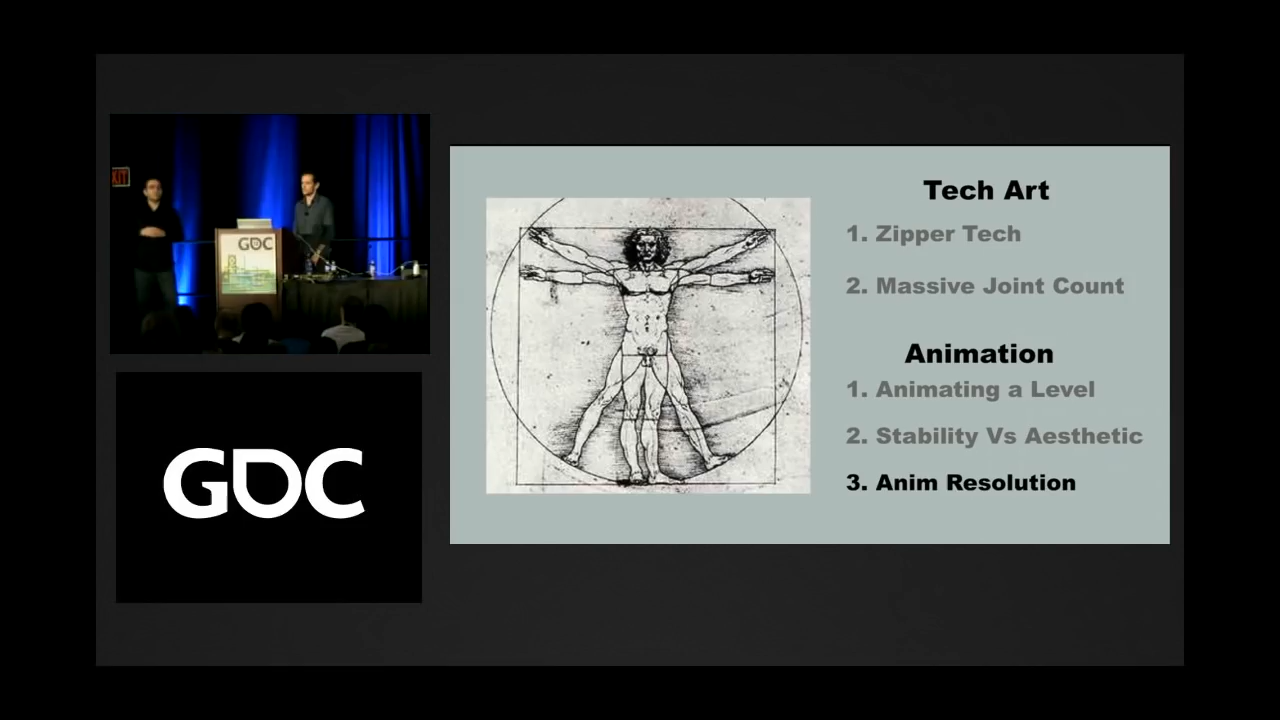 EXIT
GDC
GDC
Tech Art
1. Zipper Tech
2. Massive Joint Count
Animation
1. Animating a Level
2. Stability Vs Aesthetic
3. Anim Resolution